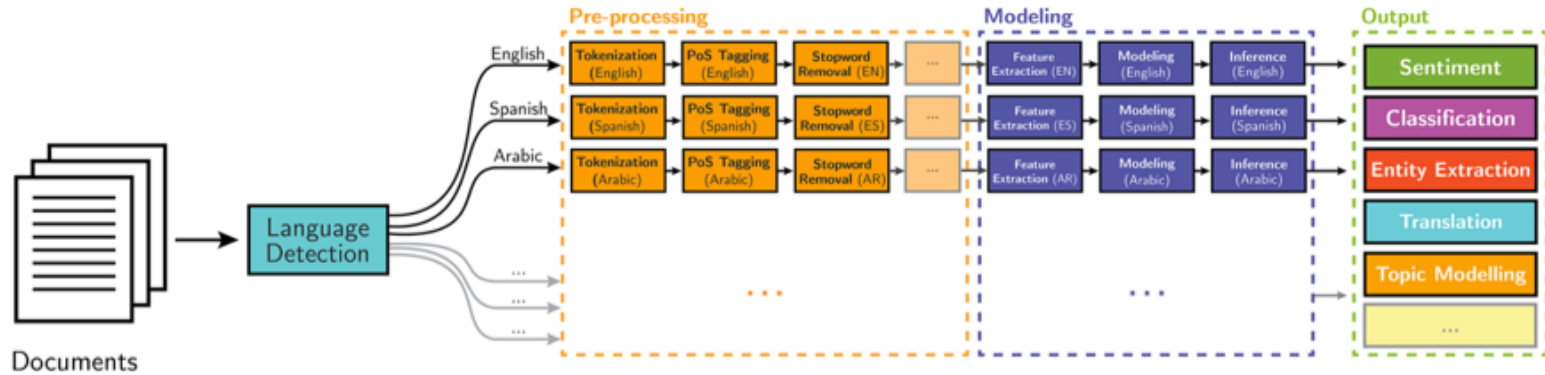 Pre-processing
Modeling
Output
English
Tokenization
(English)
PoS Tagging
(English)
Stopword
Removal (EN)
...
Feature
Extraction (EN)
Modeling
(English)
Inference
(English)
Sentiment
Spanish
Tokenization
(Spanish)
PoS Tagging
(Spanish)
Stopword
Removal (ES)
...
Feature
Extraction (ES)
Modeling
(Spanish)
Inference
(Spanish)
Classification
Arabic
Tokenization
(Arabic)
PoS Tagging
(Arabic)
Stopword
Removal (AR)
...
Feature
Extraction (AR)
Modeling
(Arabic)
Inference
(Arabic)
Entity Extraction
Language
Detection
Translation
...
...
...
...
...
Topic Modelling
...
Documents